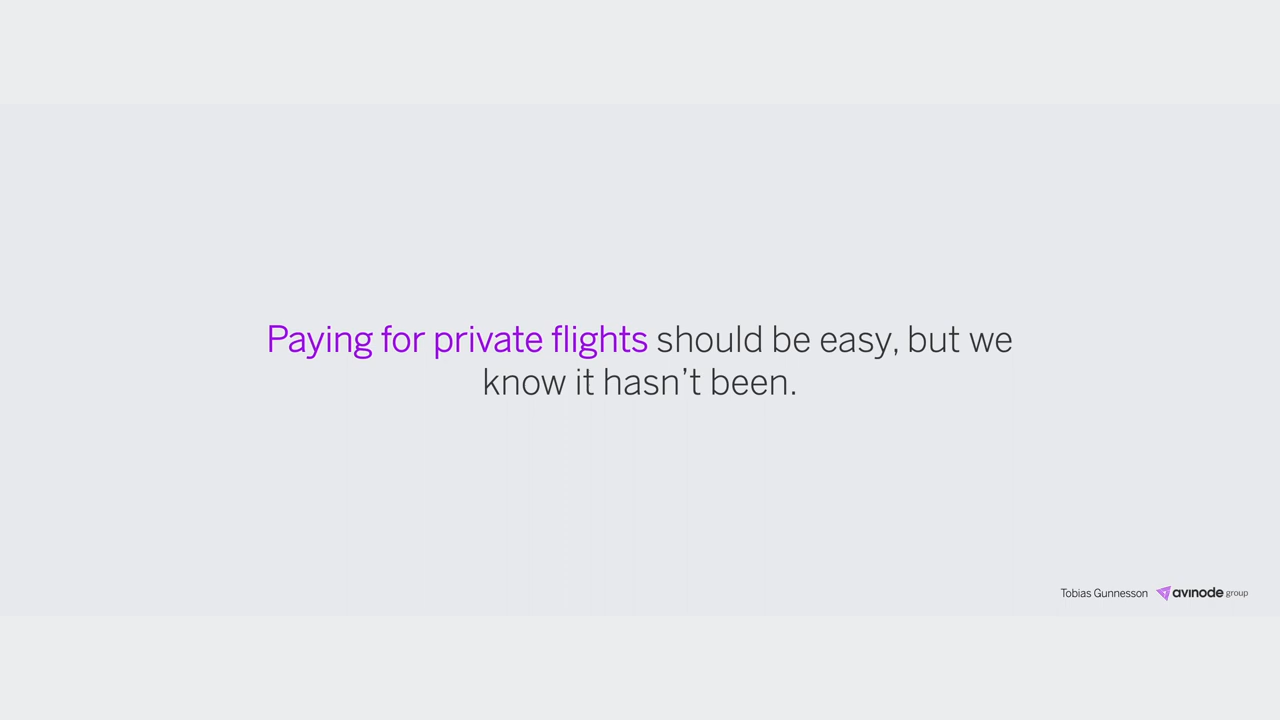 Paying for private flights should be easy, but we
know it hasn’t been.
Tobias Gunnesson avinode group